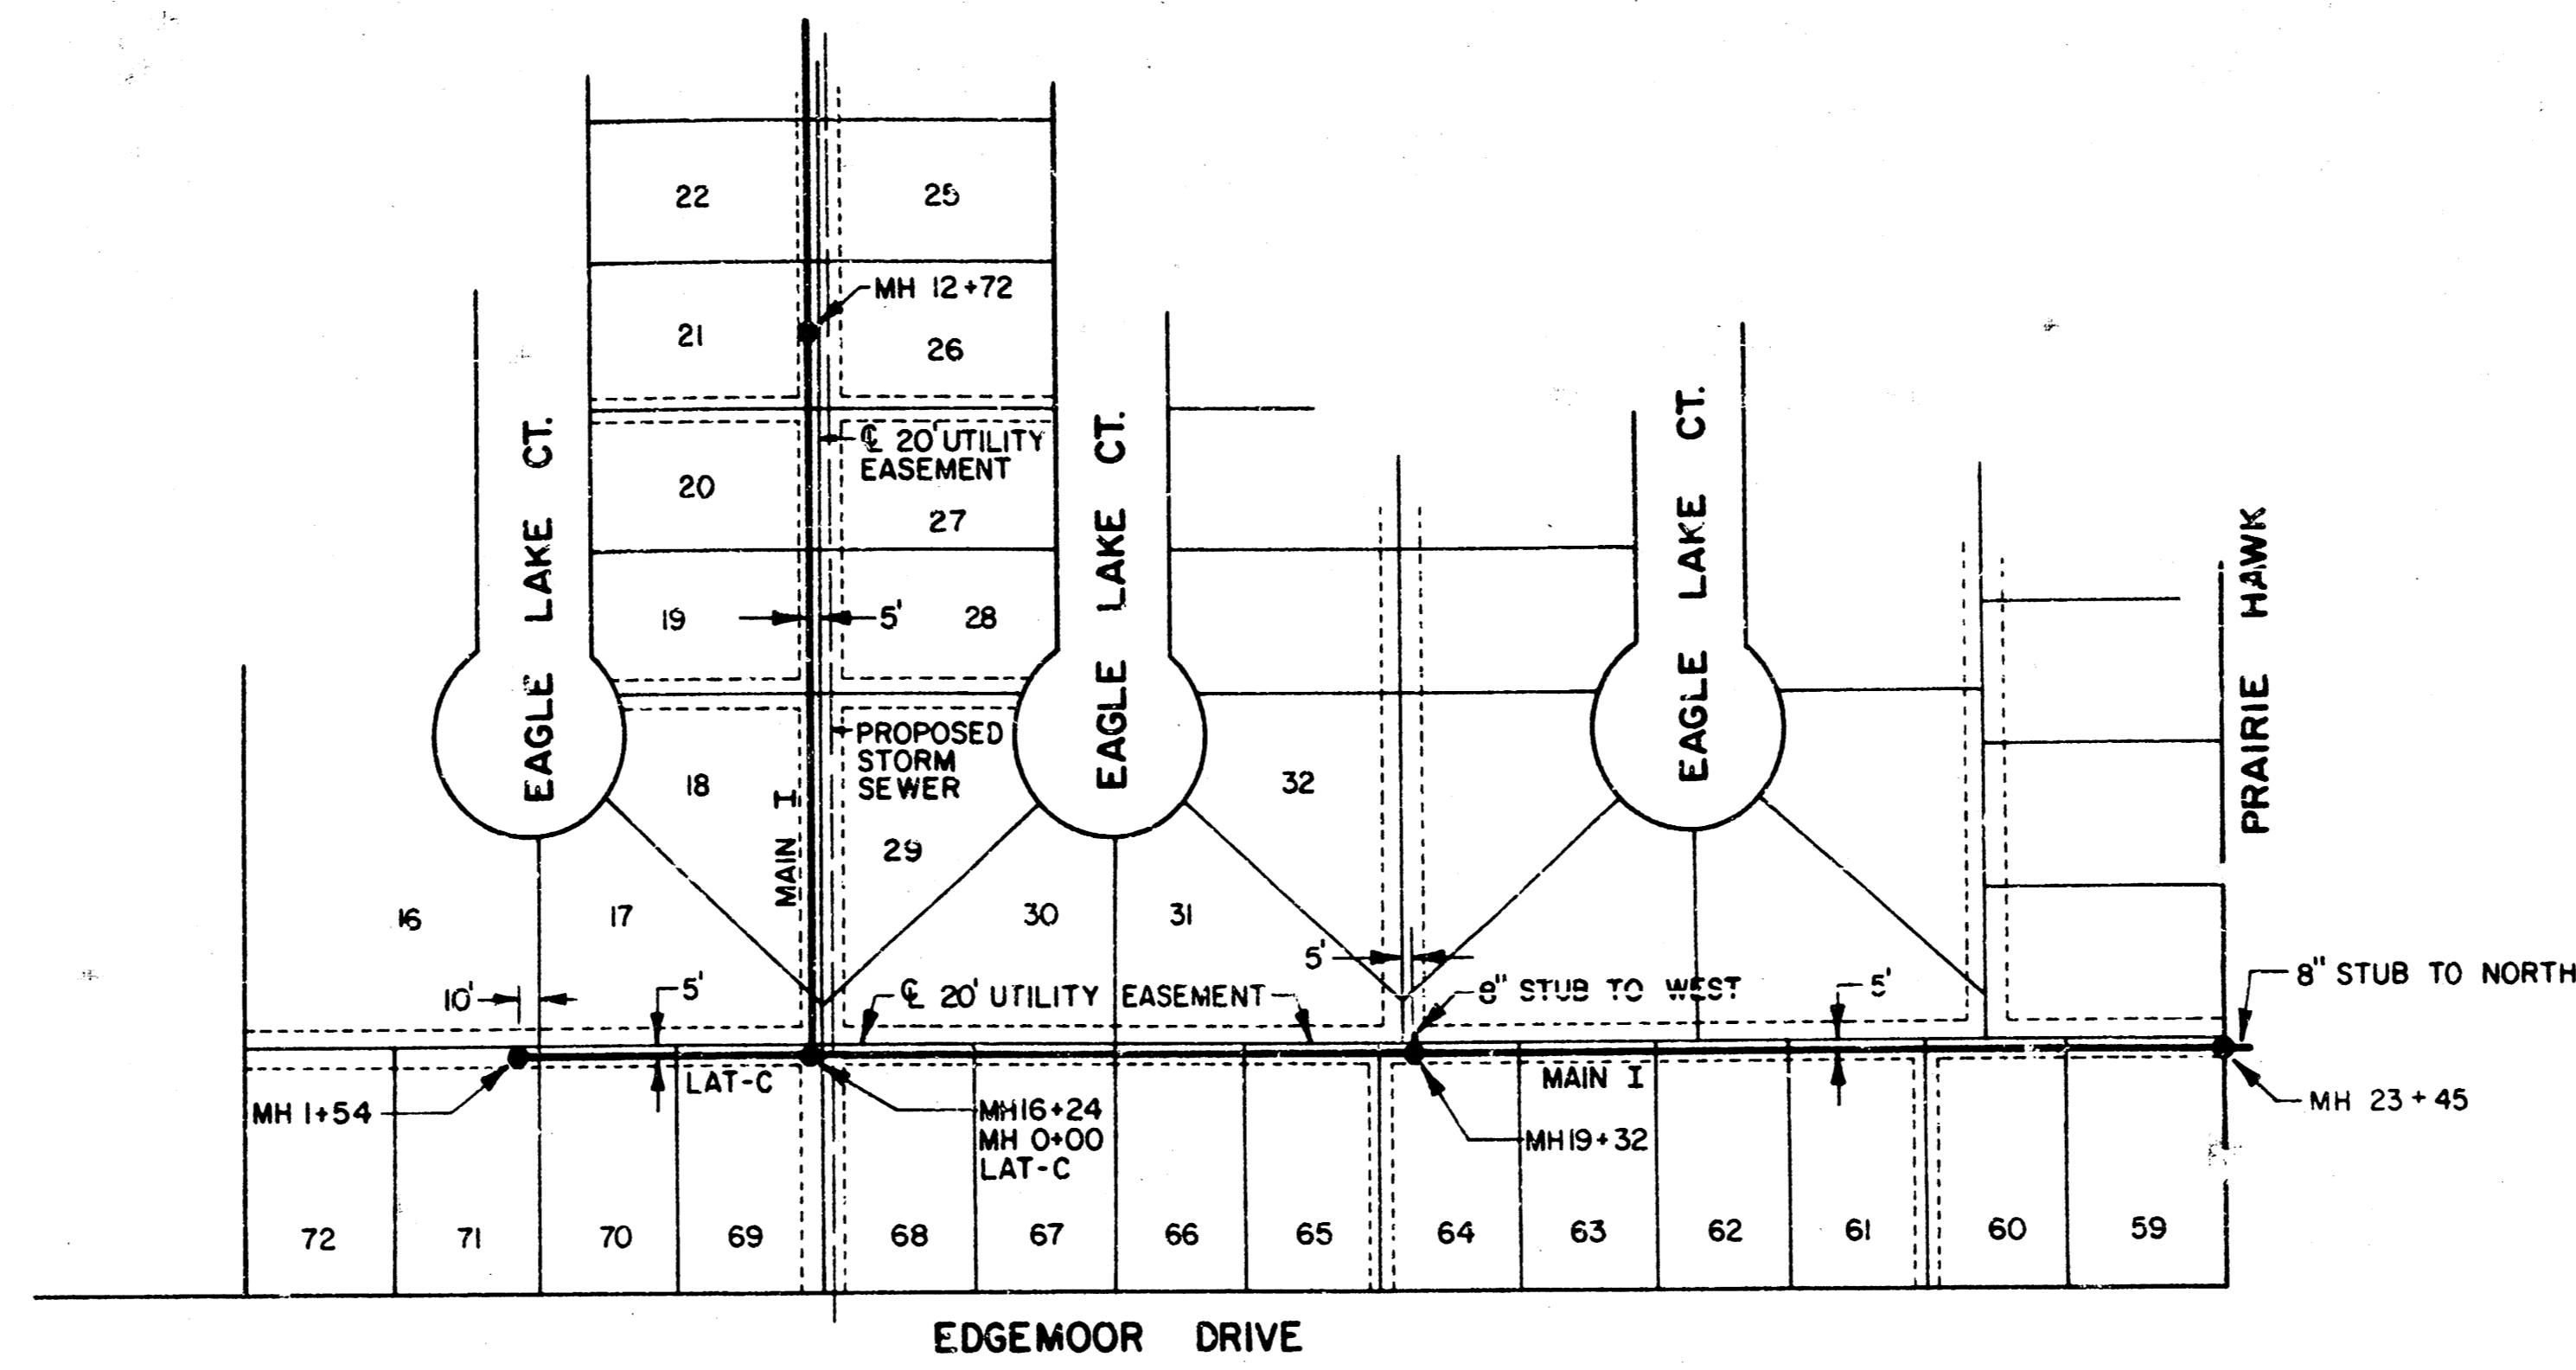 22
25
MH 12+72
21
26
℄ 20' UTILITY
EASEMENT
20
27
EAGLE LAKE CT.
EAGLE LAKE CT.
EAGLE LAKE CT.
PRAIRIE HAWK
19
5'
28
PROPOSED
STORM
SEWER
18
MAIN I
29
32
16
17
30
31
5'
10'
5'
℄ 20' UTILITY EASEMENT
8" STUB TO WEST
5'
8" STUB TO NORTH
LAT-C
MAIN I
MH 1+54
MH 16+24
MH 0+00
LAT-C
MH 19+32
MH 23+45
72
71
70
69
68
67
66
65
64
63
62
61
60
59
EDGEMOOR DRIVE